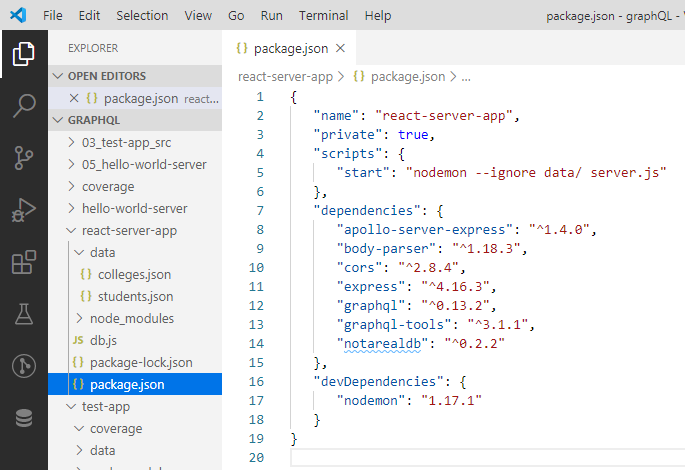 File Edit View Go Run Terminal Help package.json - graphQL - V
EXPLORER
OPEN EDITORS
package.json react...
GRAPHQL
03_test-app_src
05_hello-world-server
coverage
hello-world-server
react-server-app
data
{} colleges.json
{} students.json
node_modules
JS db.js
{} package-lock.json
{} package.json
test-app
coverage
data
{} package.json ×
react-server-app > {} package.json > ...
1 {
2 "name": "react-server-app",
3 "private": true,
4 "scripts": {
5 "start": "nodemon --ignore data/ server.js"
6 },
7 "dependencies": {
8 "apollo-server-express": "^1.4.0",
9 "body-parser": "^1.18.3",
10 "cors": "^2.8.4",
11 "express": "^4.16.3",
12 "graphql": "^0.13.2",
13 "graphql-tools": "^3.1.1",
14 "notarealdb": "^0.2.2"
15 },
16 "devDependencies": {
17 "nodemon": "1.17.1"
18 }
19 }
20